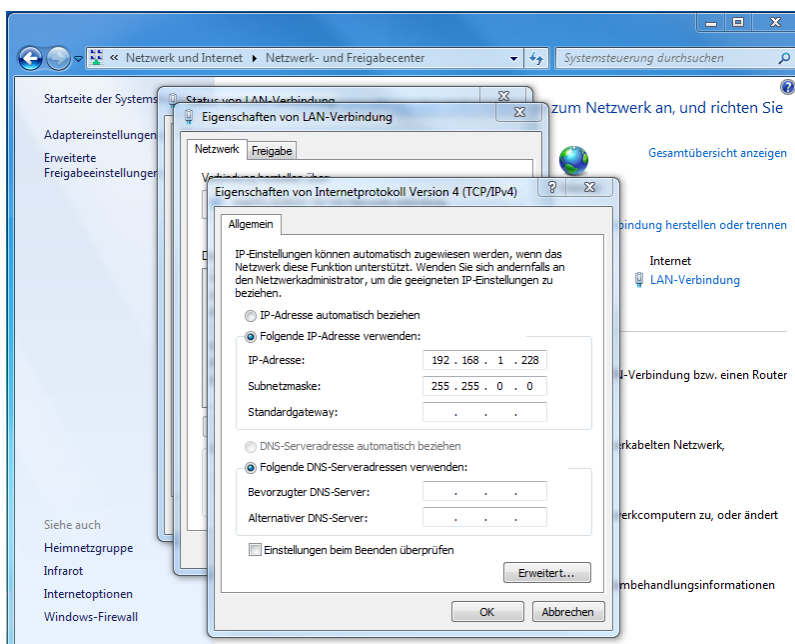 « Netzwerk und Internet Netzwerk- und Freigabecenter
Systemsteuerung durchsuchen
Startseite der Systems
Adaptereinstellungen
Erweiterte
Freigabeeinstellungen
Siehe auch
Heimnetzgruppe
Infrarot
Internetoptionen
Windows-Firewall
Status von LAN-Verbindung
Eigenschaften von LAN-Verbindung
Netzwerk Freigabe
Verbindung herstellen über:
Eigenschaften von Internetprotokoll Version 4 (TCP/IPv4)
Allgemein
IP-Einstellungen können automatisch zugewiesen werden, wenn das
Netzwerk diese Funktion unterstützt. Wenden Sie sich andernfalls an
den Netzwerkadministrator, um die geeigneten IP-Einstellungen zu
beziehen.
IP-Adresse automatisch beziehen
Folgende IP-Adresse verwenden:
IP-Adresse: 192 . 168 . 1 . 228
Subnetzmaske: 255 . 255 . 0 . 0
Standardgateway: . . .
DNS-Serveradresse automatisch beziehen
Folgende DNS-Serveradressen verwenden:
Bevorzugter DNS-Server: . . .
Alternativer DNS-Server: . . .
Einstellungen beim Beenden überprüfen
Erweitert...
OK Abbrechen
zum Netzwerk an, und richten Sie
Gesamtübersicht anzeigen
bindung herstellen oder trennen
Internet
LAN-Verbindung
N-Verbindung bzw. einen Router
erkabelten Netzwerk,
erkcomputern zu, oder ändert
mbehandlungsinformationen